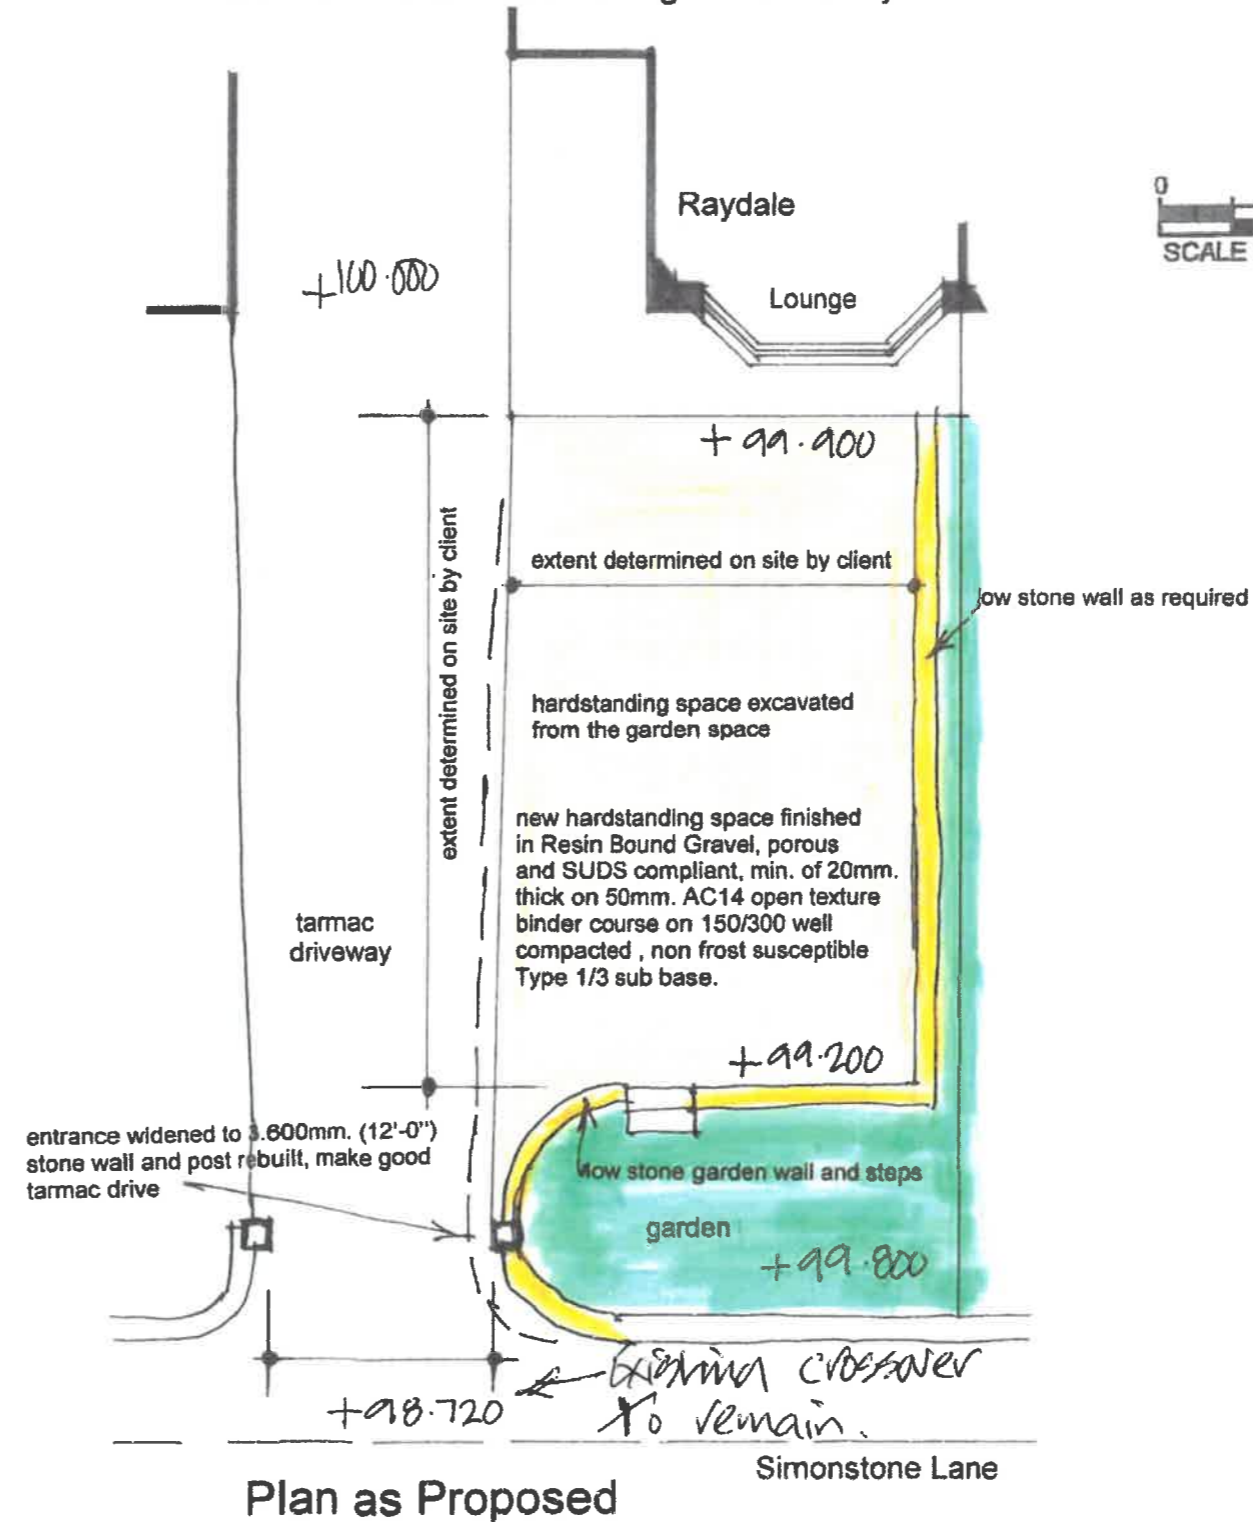 Raydale
0
SCALE
+100.000
Lounge
+99.900
extent determined on site by client
extent determined on site by client
low stone wall as required
hardstanding space excavated
from the garden space
new hardstanding space finished
in Resin Bound Gravel, porous
and SUDS compliant, min. of 20mm.
thick on 50mm. AC14 open texture
binder course on 150/300 well
compacted , non frost susceptible
Type 1/3 sub base.
tarmac
driveway
+99.200
entrance widened to 3.600mm. (12'-0")
stone wall and post rebuilt, make good
tarmac drive
low stone garden wall and steps
garden
+99.800
Existing crossover
to remain.
+98.720
Simonstone Lane
Plan as Proposed